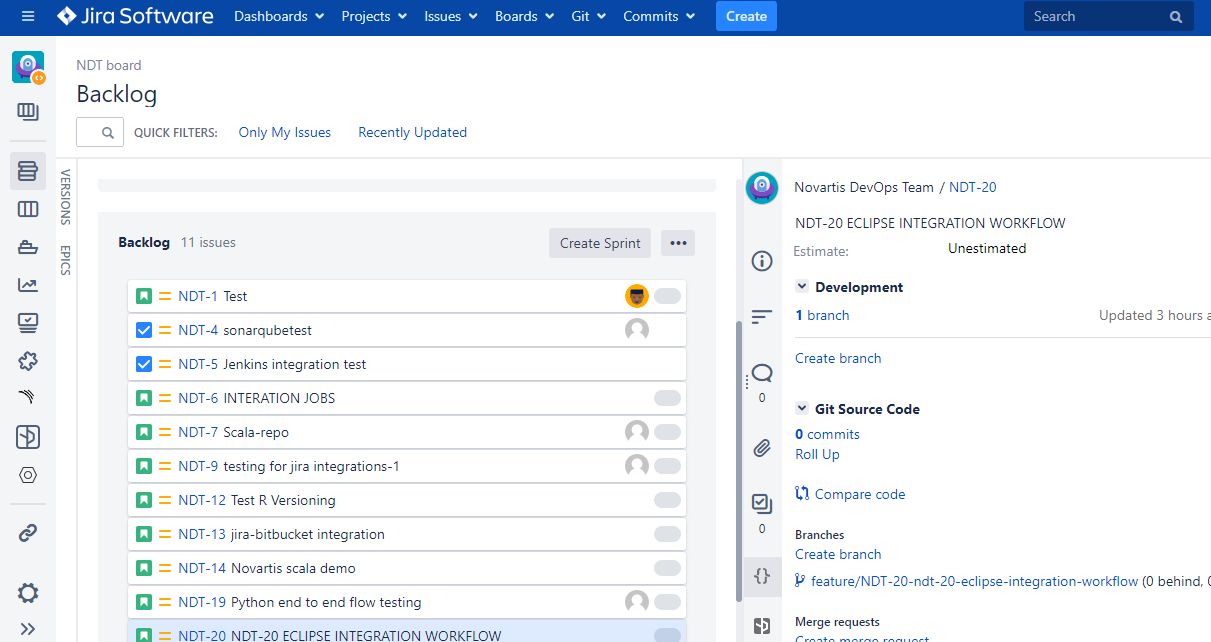 Jira Software Dashboards Projects Issues Boards Git Commits Create Search
NDT board
Backlog
QUICK FILTERS: Only My Issues Recently Updated
VERSIONS
EPICS
Backlog 11 issues Create Sprint
NDT-1 Test
NDT-4 sonarqubetest
NDT-5 Jenkins integration test
NDT-6 INTERATION JOBS
NDT-7 Scala-repo
NDT-9 testing for jira integrations-1
NDT-12 Test R Versioning
NDT-13 jira-bitbucket integration
NDT-14 Novartis scala demo
NDT-19 Python end to end flow testing
NDT-20 NDT-20 ECLIPSE INTEGRATION WORKFLOW
0
0
Novartis DevOps Team / NDT-20
NDT-20 ECLIPSE INTEGRATION WORKFLOW
Estimate: Unestimated
Development
1 branch Updated 3 hours a
Create branch
Git Source Code
0 commits
Roll Up
Compare code
Branches
Create branch
feature/NDT-20-ndt-20-eclipse-integration-workflow (0 behind, 0
Merge requests
Create merge request